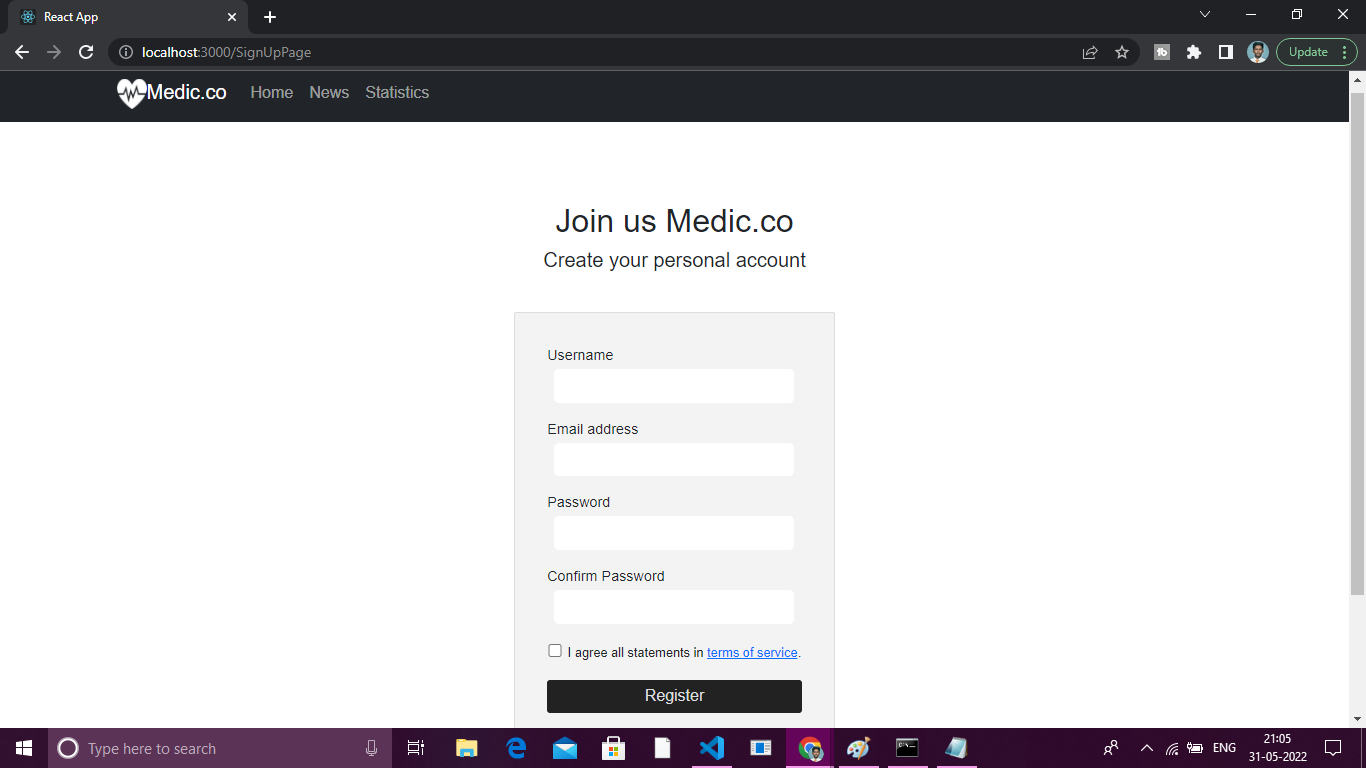 React App
localhost:3000/SignUpPage
Update
Medic.co Home News Statistics
Join us Medic.co
Create your personal account
Username
Email address
Password
Confirm Password
I agree all statements in terms of service.
Register
Type here to search
ENG
21:05
31-05-2022